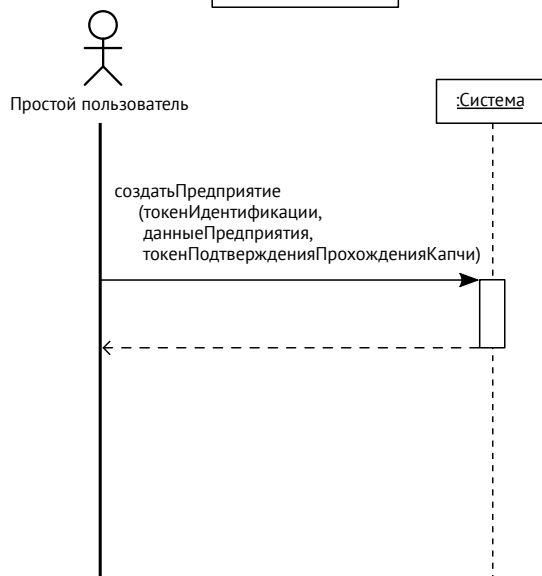 Простой пользователь
:Система
создатьПредприятие
(токенИдентификации,
данныеПредприятия,
токенПодтвержденияПрохожденияКапчи)